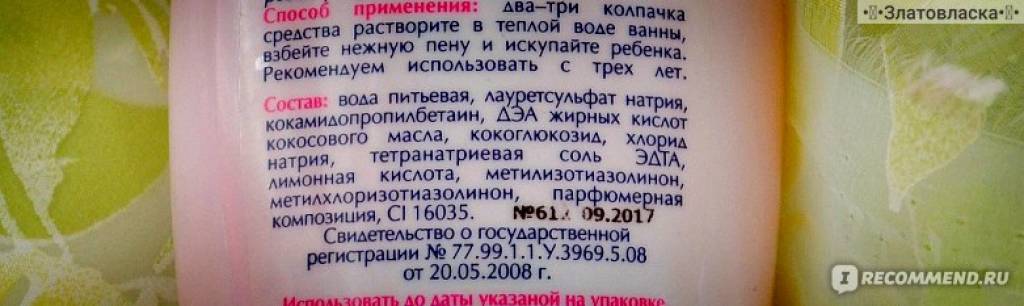 •Златовласка•
Способ применения: два–три колпачка
средства растворите в теплой воде ванны,
взбейте нежную пену и искупайте ребенка.
Рекомендуем использовать с трех лет.
Состав: вода питьевая, лауретсульфат натрия,
кокамидопропилбетаин, ДЭА жирных кислот
кокосового масла, кокоглюкозид, хлорид
натрия, тетранатриевая соль ЭДТА,
лимонная кислота, метилизотиазолинон,
метилхлоризотиазолинон, парфюмерная
композиция, CI 16035. 09.2017
Свидетельство о государственной
регистрации № 77.99.1.1.У.3969.5.08
от 20.05.2008 г.
Использовать до даты указаной на упаковке
I RECOMMEND.RU